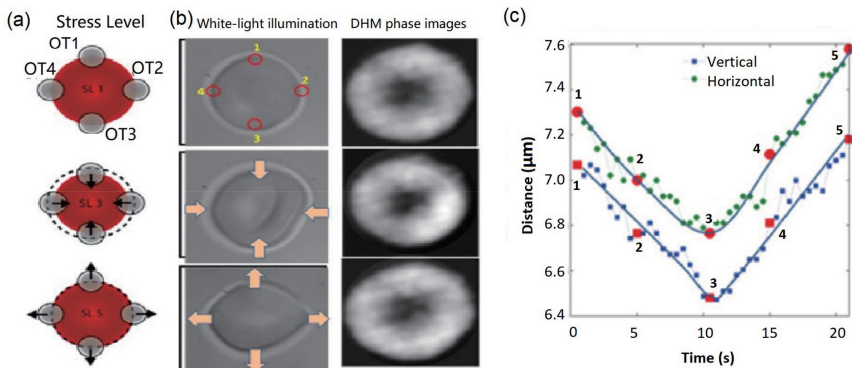 (a)
Stress Level
OT1
OT4
OT2
SL 1
OT3
SL 3
SL 5
(b)
White-light illumination
DHM phase images
1
2
4
3
(c)
7.6
7.4
7.2
7.0
6.8
6.6
6.4
Distance (μm)
Vertical
Horizontal
1
2
3
4
5
1
2
3
4
5
0
5
10
15
20
Time (s)